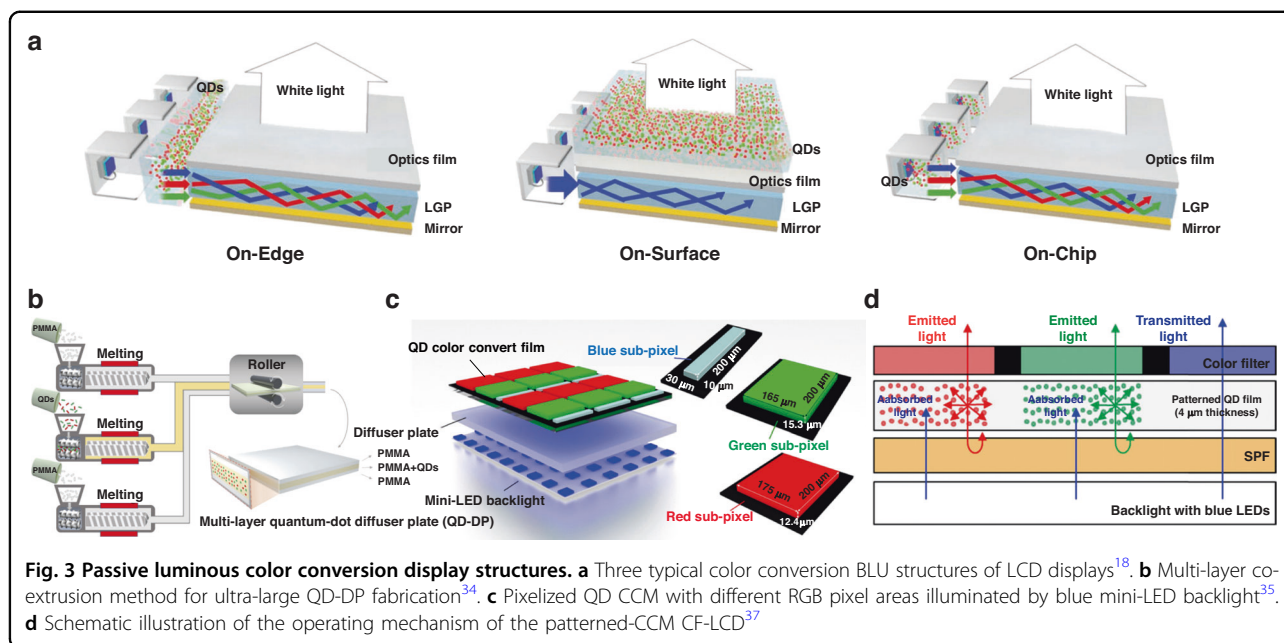 a
QDs
White light
Optics film
LGP
Mirror
On-Edge
White light
QDs
Optics film
LGP
Mirror
On-Surface
White light
QDs
Optics film
LGP
Mirror
On-Chip
b
PMMA
Melting
QDs
Melting
PMMA
Melting
Roller
PMMA
PMMA+QDs
PMMA
Multi-layer quantum-dot diffuser plate (QD-DP)
c
QD color convert film
Diffuser plate
Mini-LED backlight
Blue sub-pixel
200 µm
30 µm
10 µm
165 µm
200 µm
15.3 µm
Green sub-pixel
175 µm
200 µm
12.4µm
Red sub-pixel
d
Emitted
light
Emitted
light
Transmitted
light
Color filter
Aabsorbed
light
Aabsorbed
light
Patterned QD film
(4 µm thickness)
SPF
Backlight with blue LEDs
Fig. 3 Passive luminous color conversion display structures. a Three typical color conversion BLU structures of LCD displays18. b Multi-layer co-
extrusion method for ultra-large QD-DP fabrication34. c Pixelized QD CCM with different RGB pixel areas illuminated by blue mini-LED backlight35.
d Schematic illustration of the operating mechanism of the patterned-CCM CF-LCD37